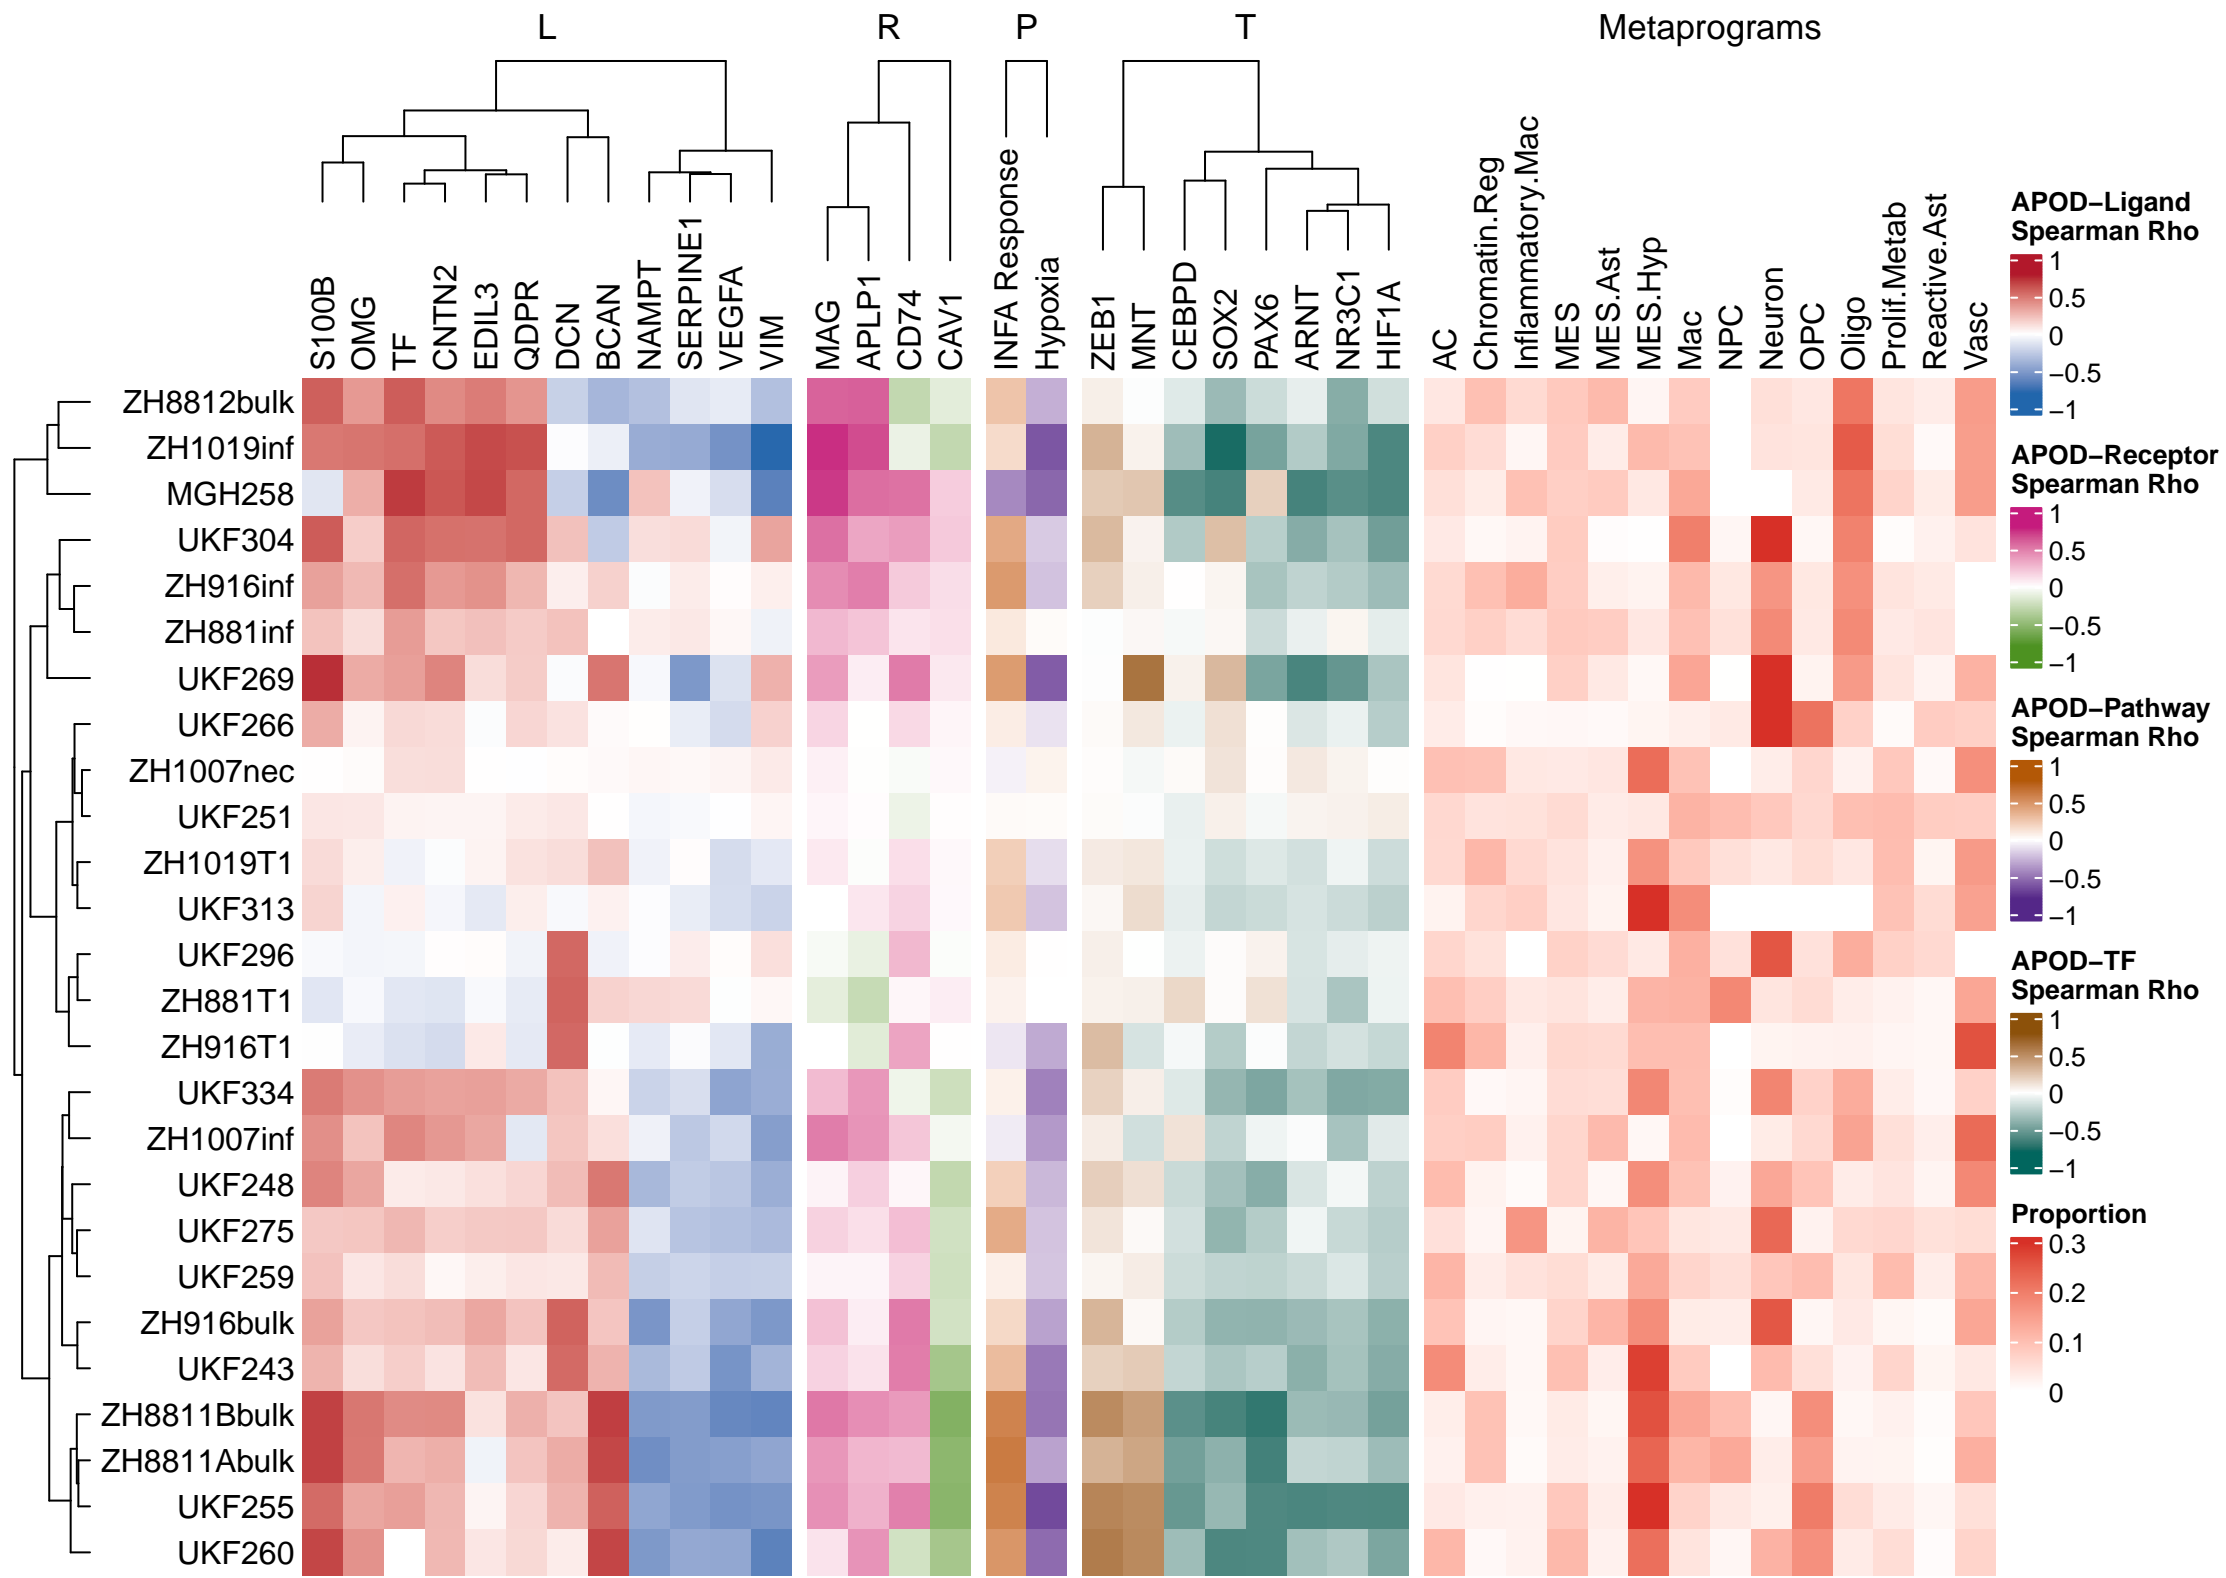 L
R
P
T
Metaprograms
S100B
OMG
TF
CNTN2
EDIL3
QDPR
DCN
BCAN
NAMPT
SERPINE1
VEGFA
VIM
MAG
APLP1
CD74
CAV1
INFA Response
Hypoxia
ZEB1
MNT
CEBPD
SOX2
PAX6
ARNT
NR3C1
HIF1A
AC
Chromatin.Reg
Inflammatory.Mac
MES
MES.Ast
MES.Hyp
Mac
NPC
Neuron
OPC
Oligo
Prolif.Metab
Reactive.Ast
Vasc
ZH8812bulk
ZH1019inf
MGH258
UKF304
ZH916inf
ZH881inf
UKF269
UKF266
ZH1007nec
UKF251
ZH1019T1
UKF313
UKF296
ZH881T1
ZH916T1
UKF334
ZH1007inf
UKF248
UKF275
UKF259
ZH916bulk
UKF243
ZH8811Bbulk
ZH8811Abulk
UKF255
UKF260
APOD−Ligand
Spearman Rho
1
0.5
0
−0.5
−1
APOD−Receptor
Spearman Rho
1
0.5
0
−0.5
−1
APOD−Pathway
Spearman Rho
1
0.5
0
−0.5
−1
APOD−TF
Spearman Rho
1
0.5
0
−0.5
−1
Proportion
0.3
0.2
0.1
0